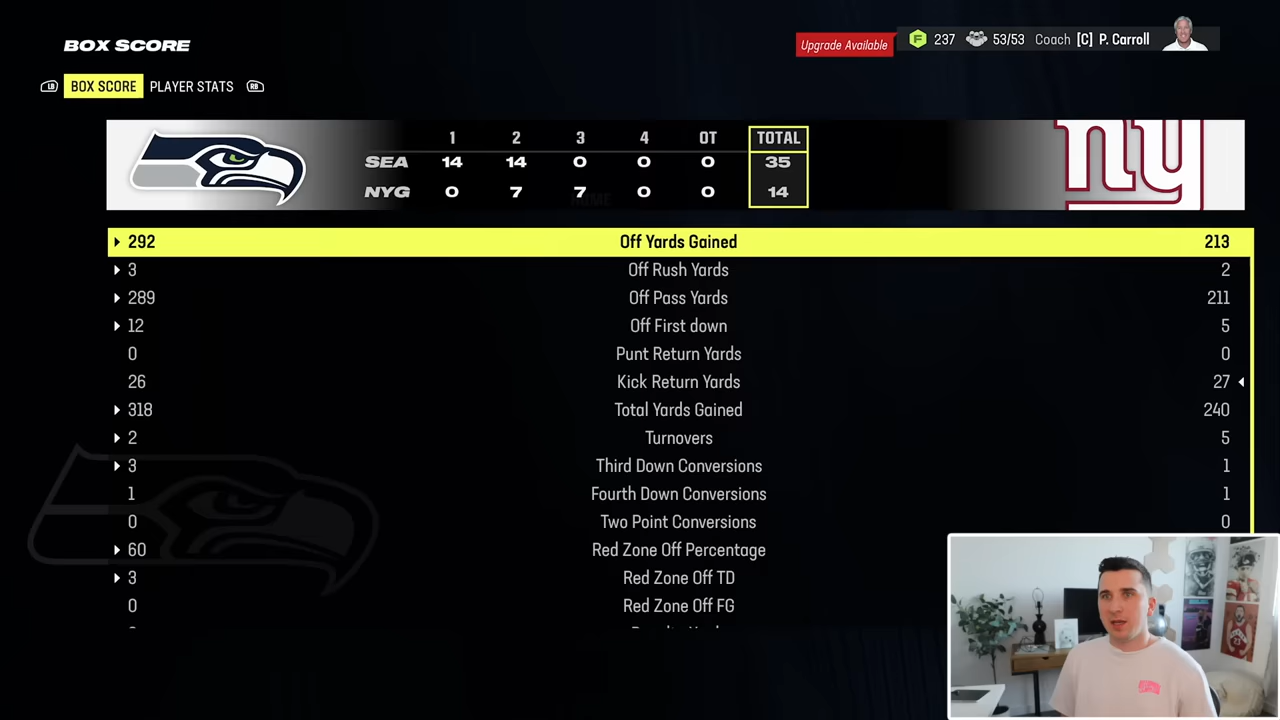 BOX SCORE
Upgrade Available
237 53/53 Coach [C] P. Carroll
LB BOX SCORE PLAYER STATS RB
1 2 3 4 OT TOTAL
SEA 14 14 0 0 0 35
NYG 0 7 7 0 0 14
ny
292 Off Yards Gained 213
3 Off Rush Yards 2
289 Off Pass Yards 211
12 Off First down 5
0 Punt Return Yards 0
26 Kick Return Yards 27
318 Total Yards Gained 240
2 Turnovers 5
3 Third Down Conversions 1
1 Fourth Down Conversions 1
0 Two Point Conversions 0
60 Red Zone Off Percentage
3 Red Zone Off TD
0 Red Zone Off FG